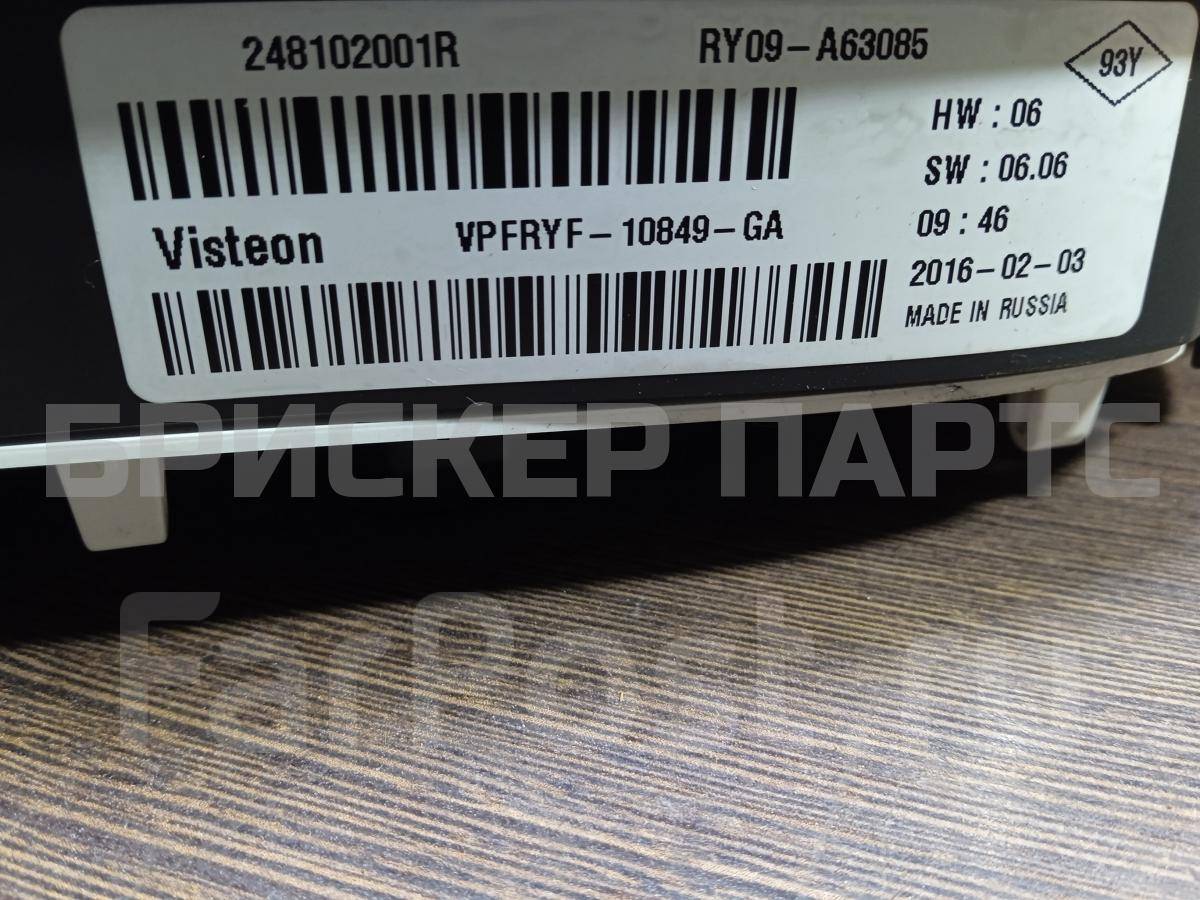 248102001R RY09-A63085 93Y
HW : 06
SW : 06.06
Visteon VPFRYF-10849-GA 09 : 46
2016-02-03
MADE IN RUSSIA
БРИСКЕР ПАРТС